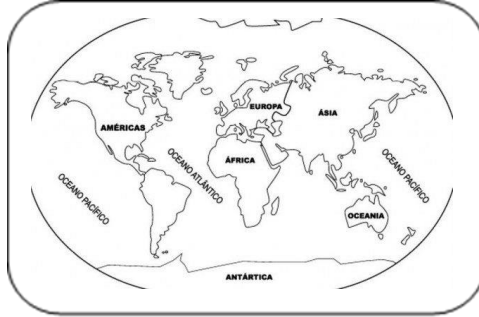 EUROPA
ÁSIA
AMÉRICAS
OCEANO ATLÂNTICO
ÁFRICA
OCEANO PACÍFICO
OCEANO PACÍFICO
OCEANIA
ANTÁRTICA